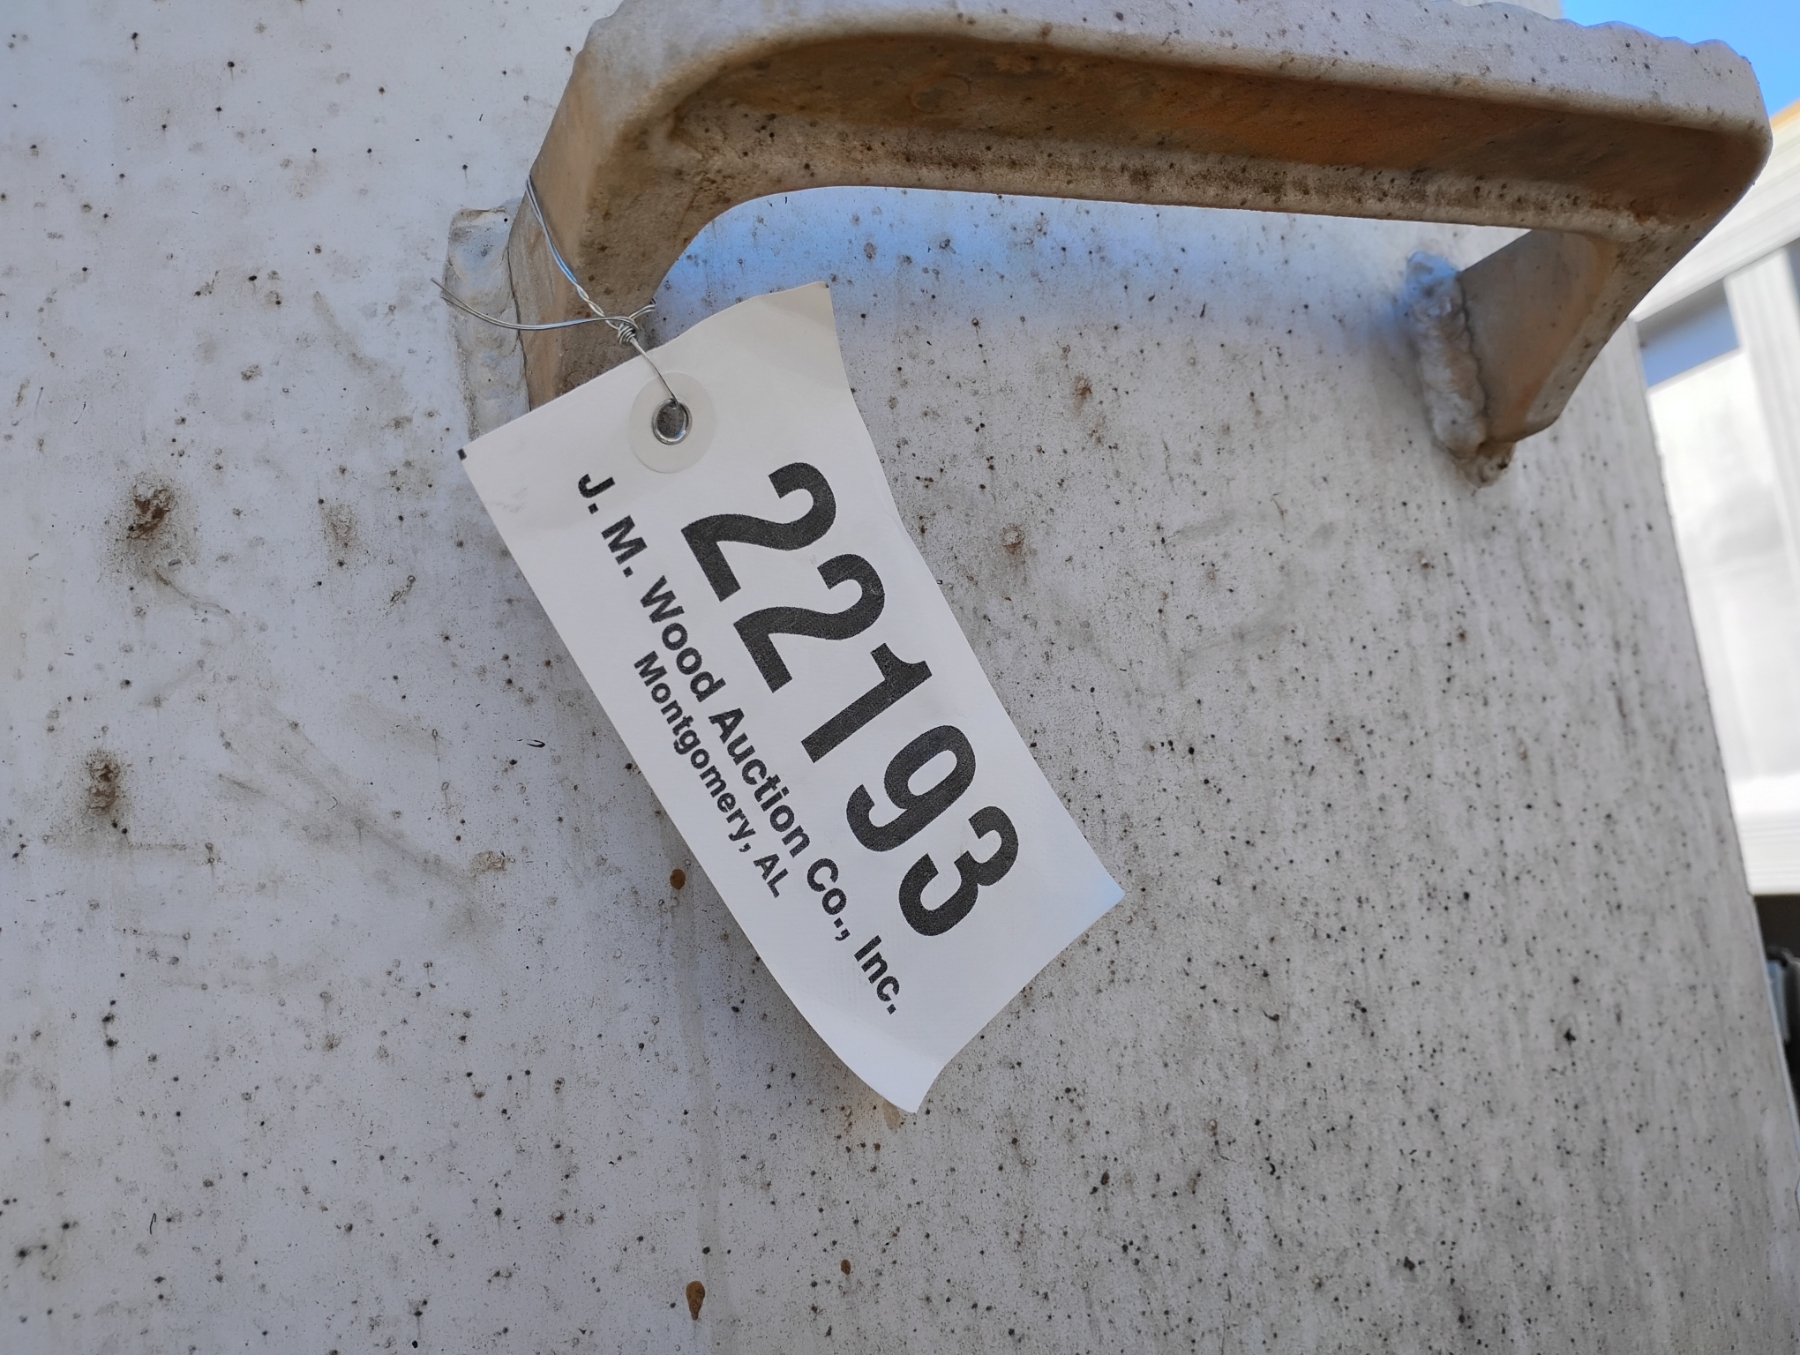 22193
J. M. Wood Auction Co., Inc.
Montgomery, AL